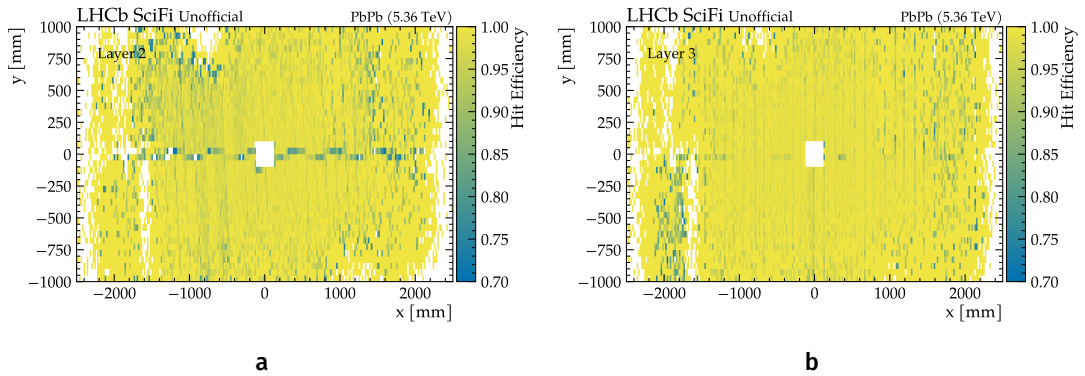 LHCb SciFi Unofficial PbPb (5.36 TeV)
Layer 2
y [mm]
1000
750
500
250
0
−250
−500
−750
−1000
−2000 −1000 0 1000 2000
x [mm]
1.00
0.95
0.90
0.85
0.80
0.75
0.70
Hit Efficiency
a
LHCb SciFi Unofficial PbPb (5.36 TeV)
Layer 3
y [mm]
1000
750
500
250
0
−250
−500
−750
−1000
−2000 −1000 0 1000 2000
x [mm]
1.00
0.95
0.90
0.85
0.80
0.75
0.70
Hit Efficiency
b